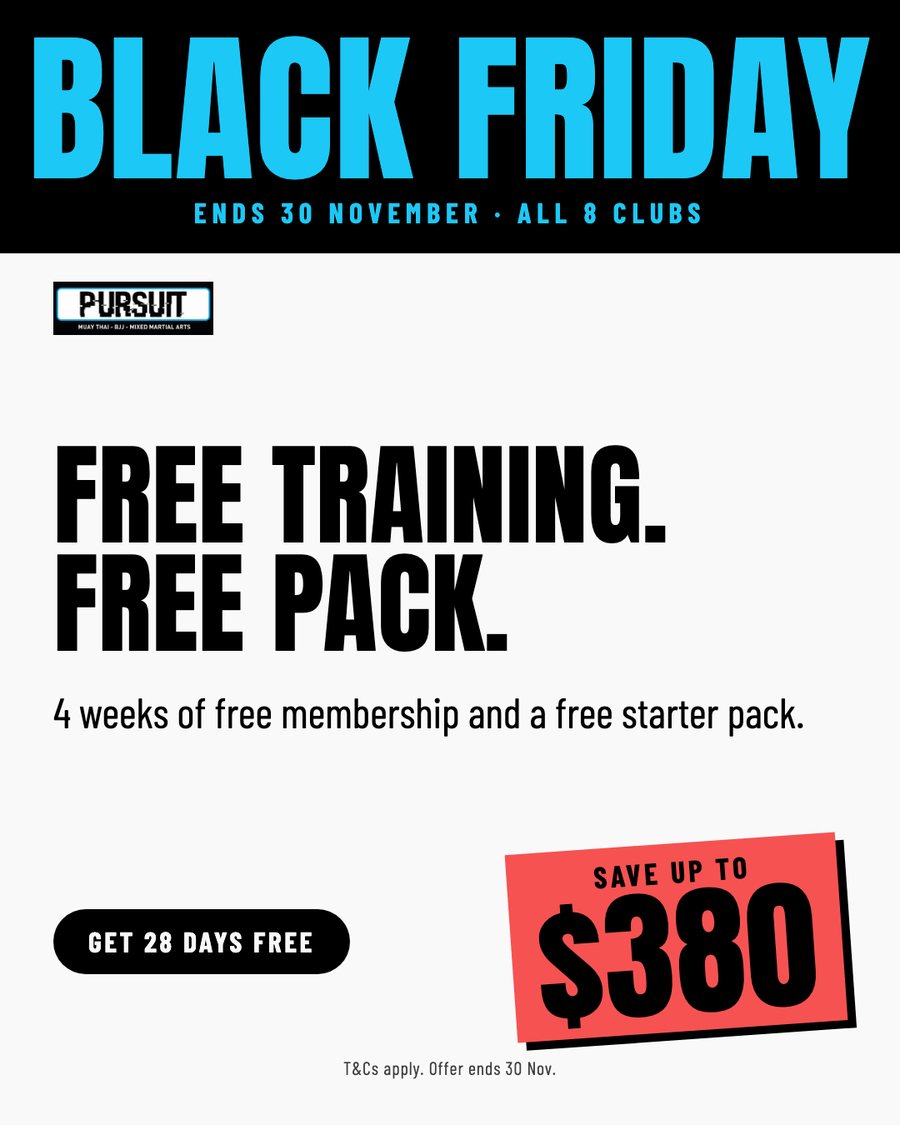 BLACK FRIDAY
ENDS 30 NOVEMBER · ALL 8 CLUBS
PURSUIT
MUAY THAI - BJJ - MIXED MARTIAL ARTS
FREE TRAINING.
FREE PACK.
4 weeks of free membership and a free starter pack.
SAVE UP TO
$380
GET 28 DAYS FREE
T&Cs apply. Offer ends 30 Nov.